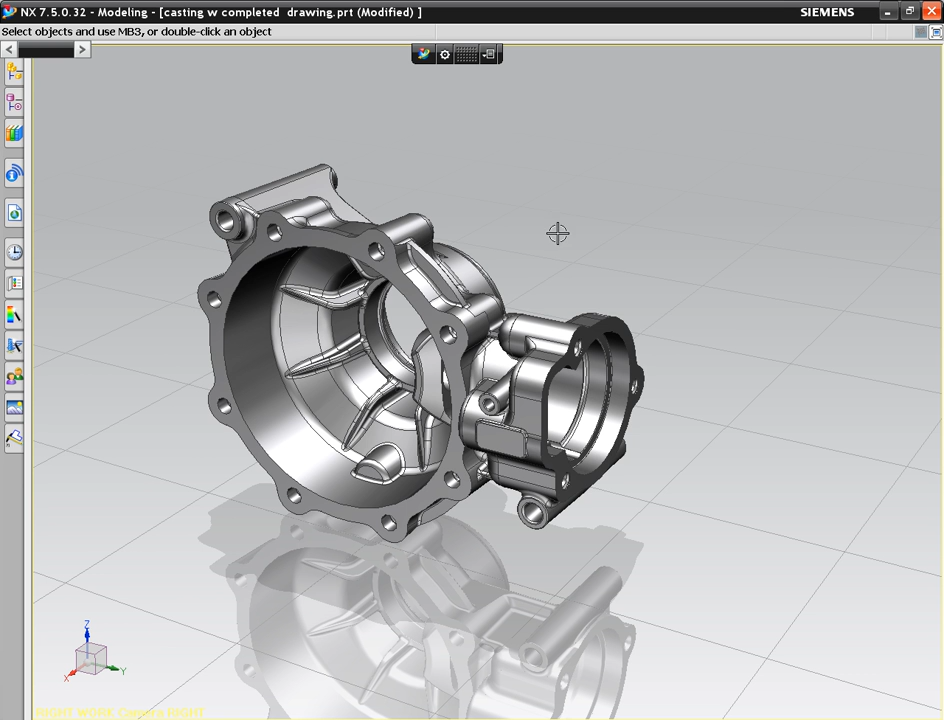 NX 7.5.0.32 - Modeling - [casting w completed drawing.prt (Modified) ]
SIEMENS
Select objects and use MB3, or double-click an object
Z
X
Y
RIGHT WORK Camera RIGHT